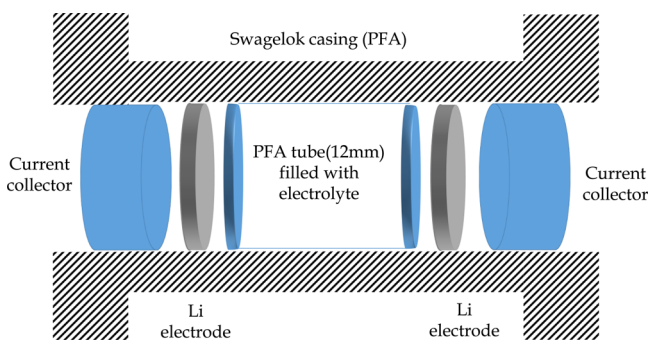 Swagelok casing (PFA)
Current
collector
PFA tube(12mm)
filled with
electrolyte
Current
collector
Li
electrode
Li
electrode